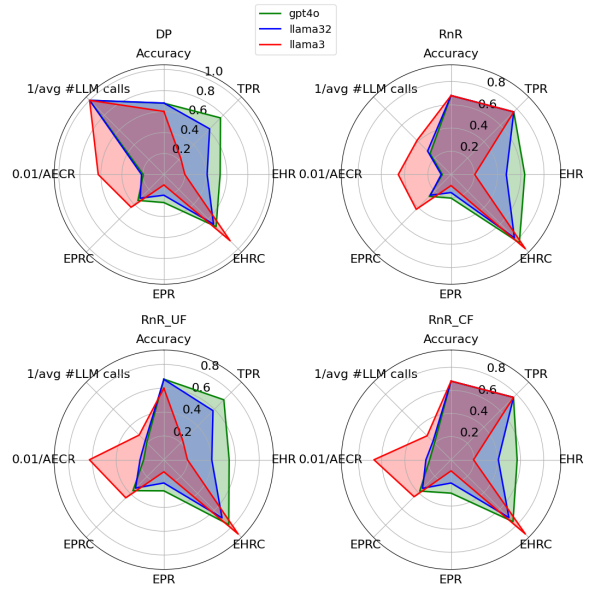 gpt4o
llama32
llama3
DP
Accuracy
TPR
EHR
EHRC
EPR
EPRC
0.01/AECR
1/avg #LLM calls
0.2
0.4
0.6
0.8
1.0
RnR
Accuracy
TPR
EHR
EHRC
EPR
EPRC
0.01/AECR
1/avg #LLM calls
0.2
0.4
0.6
0.8
RnR_UF
Accuracy
TPR
EHR
EHRC
EPR
EPRC
0.01/AECR
1/avg #LLM calls
0.2
0.4
0.6
0.8
RnR_CF
Accuracy
TPR
EHR
EHRC
EPR
EPRC
0.01/AECR
1/avg #LLM calls
0.2
0.4
0.6
0.8